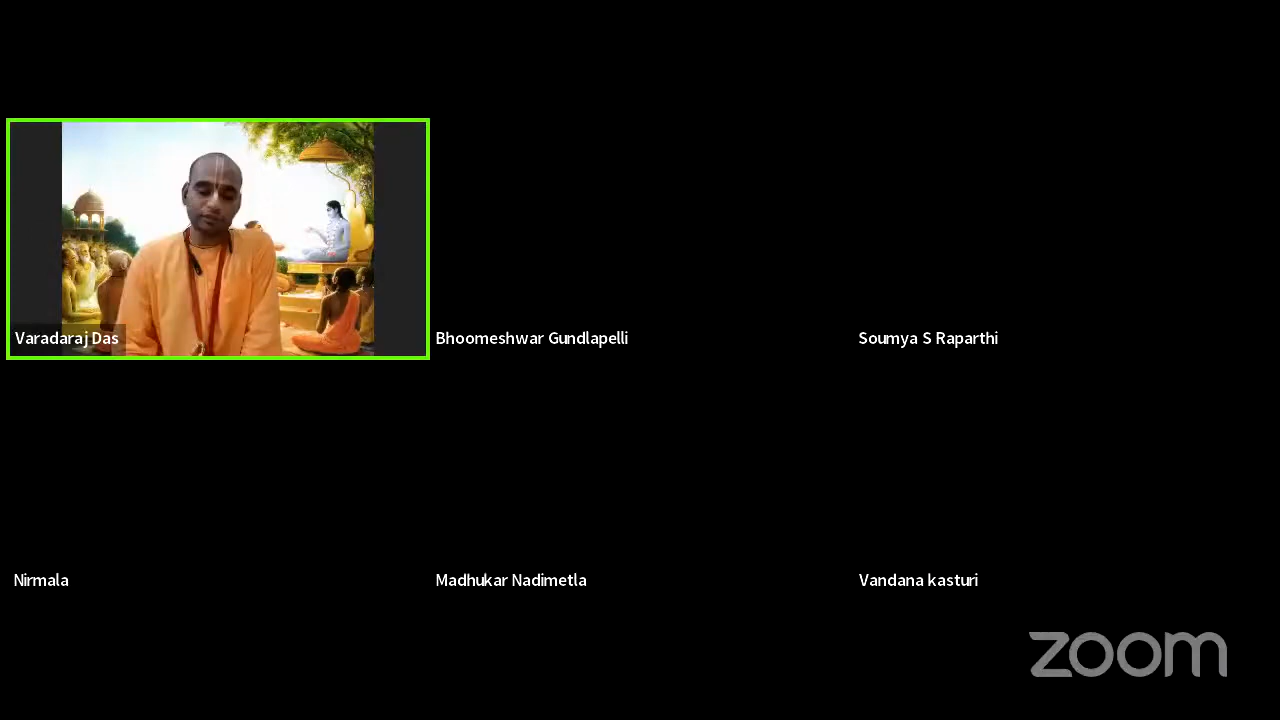 Varadaraj Das
Bhoomeshwar Gundlapelli
Soumya S Raparthi
Nirmala
Madhukar Nadimetla
Vandana kasturi
zoom